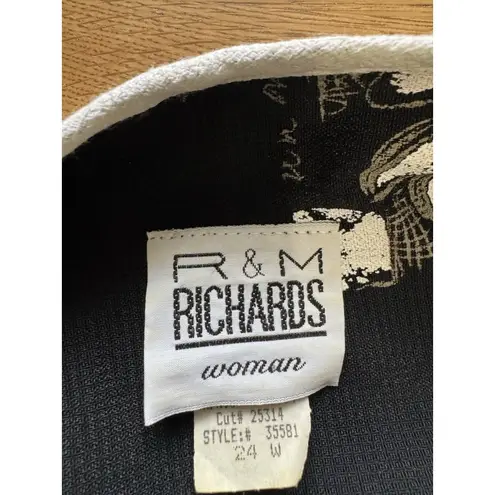 R & M
RICHARDS
woman
Cut# 25314
STYLE:# 35581
24 W